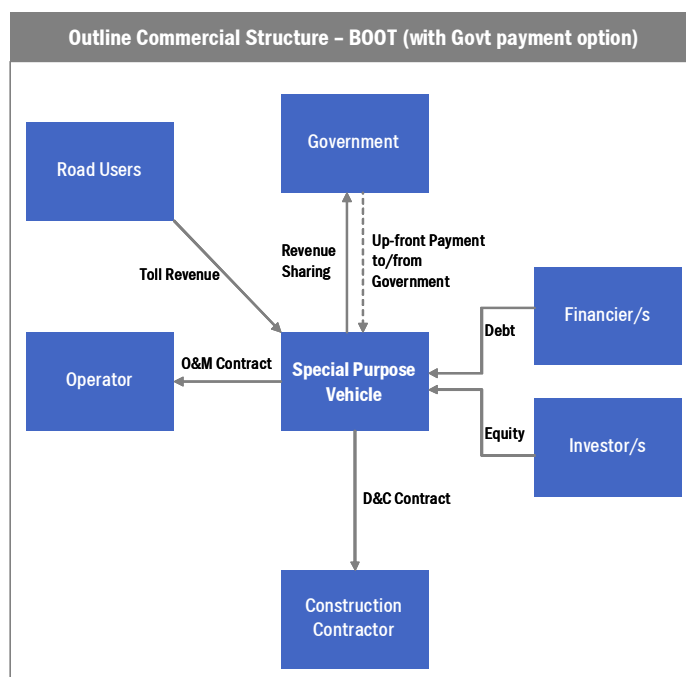 Outline Commercial Structure – BOOT (with Govt payment option)
Government
Road Users
Revenue
Sharing
Up-front Payment
to/from
Government
Toll Revenue
Financier/s
Debt
Operator
O&M Contract
Special Purpose
Vehicle
Equity
Investor/s
D&C Contract
Construction
Contractor